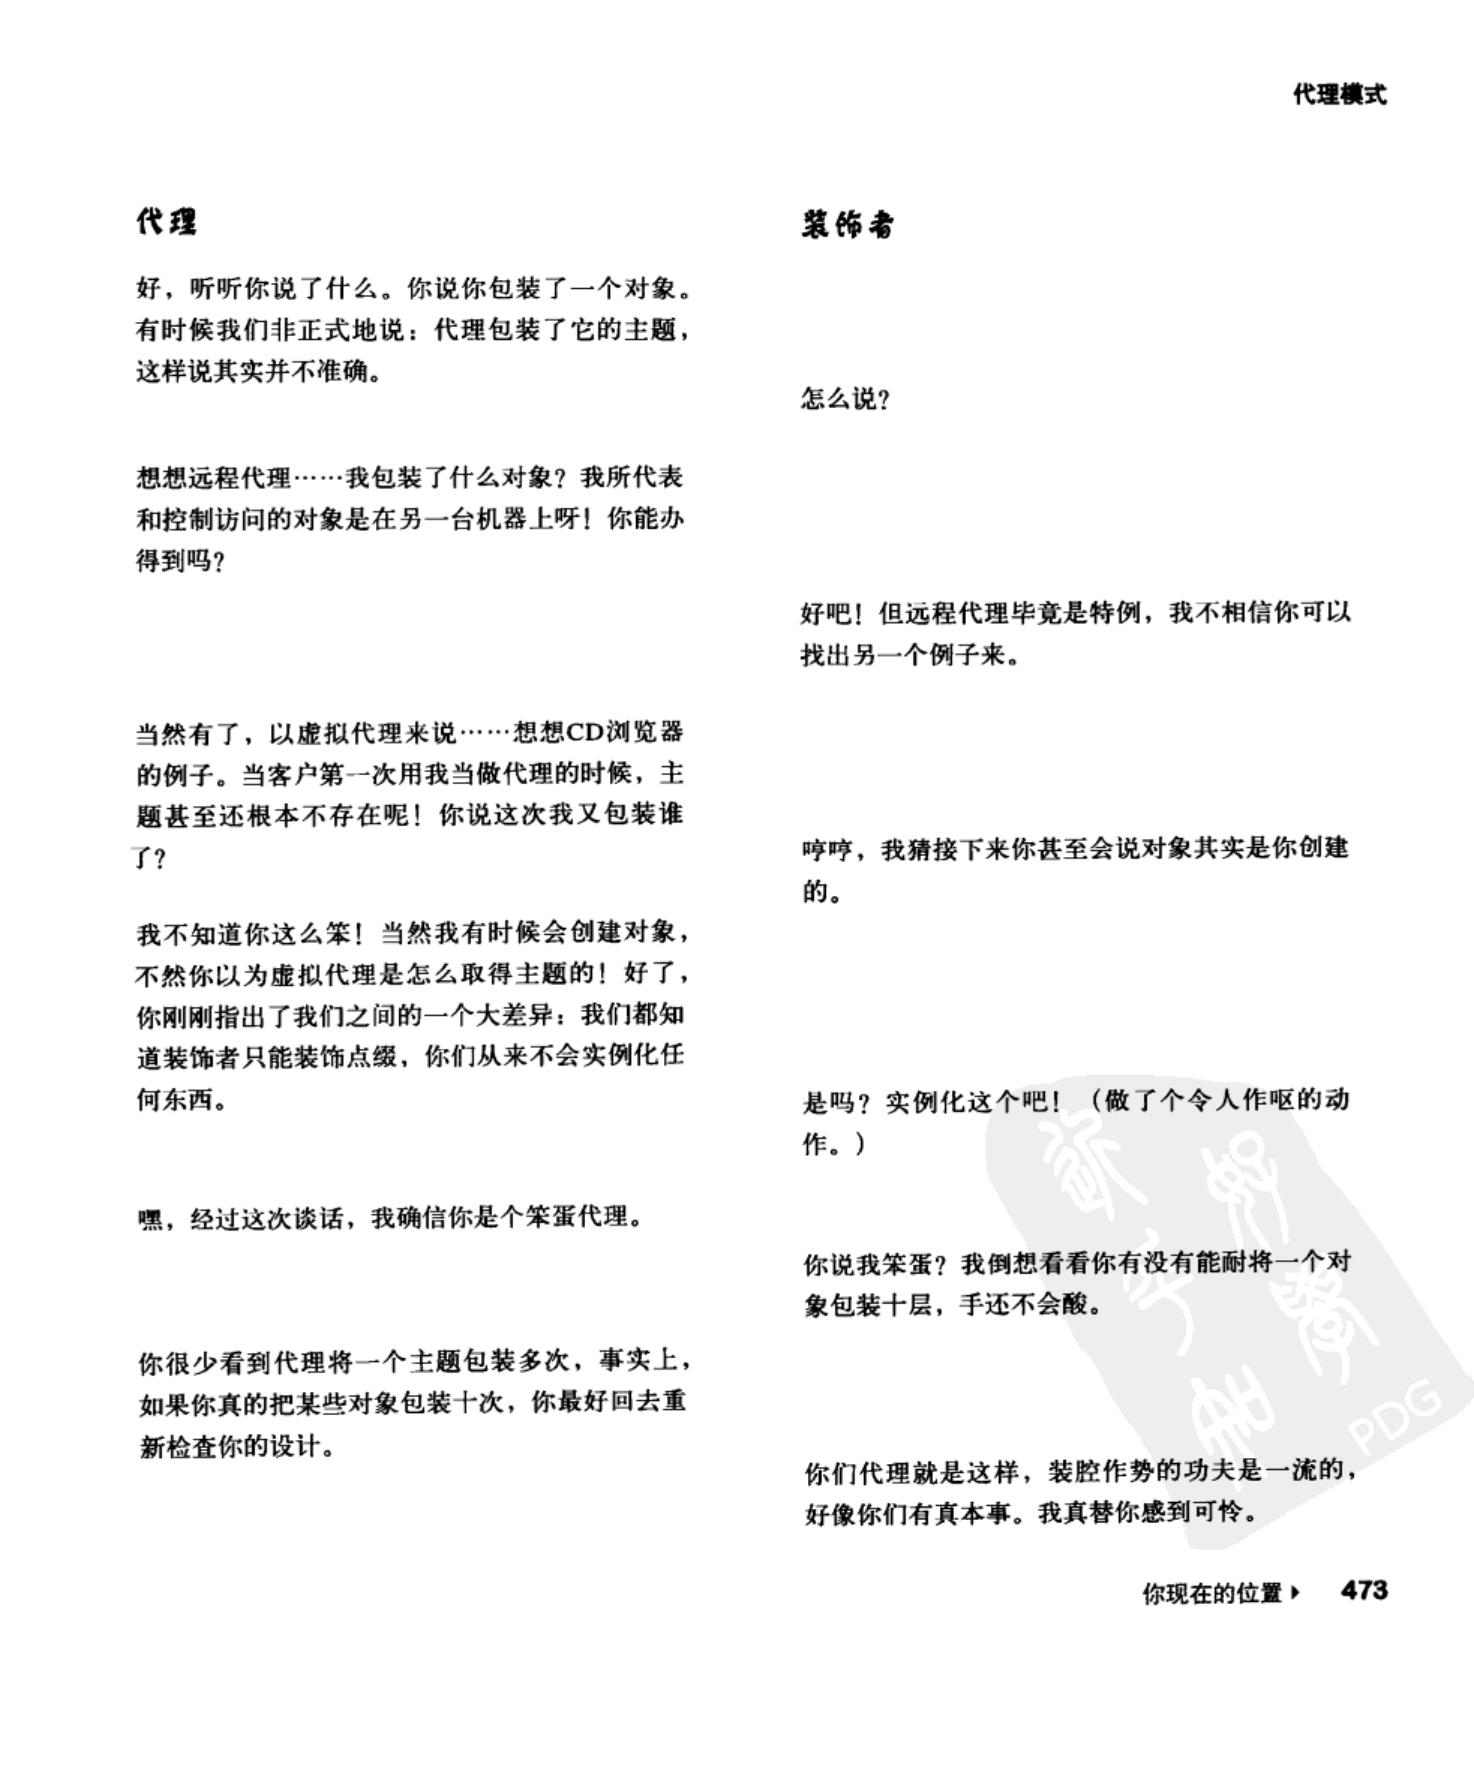 代理模式
代理
好，听听你说了什么。你说你包装了一个对象。
有时候我们非正式地说：代理包装了它的主题，
这样说其实并不准确。
想想远程代理……我包装了什么对象？我所代表
和控制访问的对象是在另一台机器上呀！你能办
得到吗？
当然有了，以虚拟代理来说……想想CD浏览器
的例子。当客户第一次用我当做代理的时候，主
题甚至还根本不存在呢！你说这次我又包装谁
了？
我不知道你这么笨！当然我有时候会创建对象，
不然你以为虚拟代理是怎么取得主题的！好了，
你刚刚指出了我们之间的一个大差异：我们都知
道装饰者只能装饰点缀，你们从来不会实例化任
何东西。
嘿，经过这次谈话，我确信你是个笨蛋代理。
你很少看到代理将一个主题包装多次，事实上，
如果你真的把某些对象包装十次，你最好回去重
新检查你的设计。
装饰者
怎么说？
好吧！但远程代理毕竟是特例，我不相信你可以
找出另一个例子来。
哼哼，我猜接下来你甚至会说对象其实是你创建
的。
是吗？实例化这个吧！（做了个令人作呕的动
作。）
你说我笨蛋？我倒想看看你有没有能耐将一个对
象包装十层，手还不会酸。
你们代理就是这样，装腔作势的功夫是一流的，
好像你们有真本事。我真替你感到可怜。
PDG
你现在的位置▸ 473